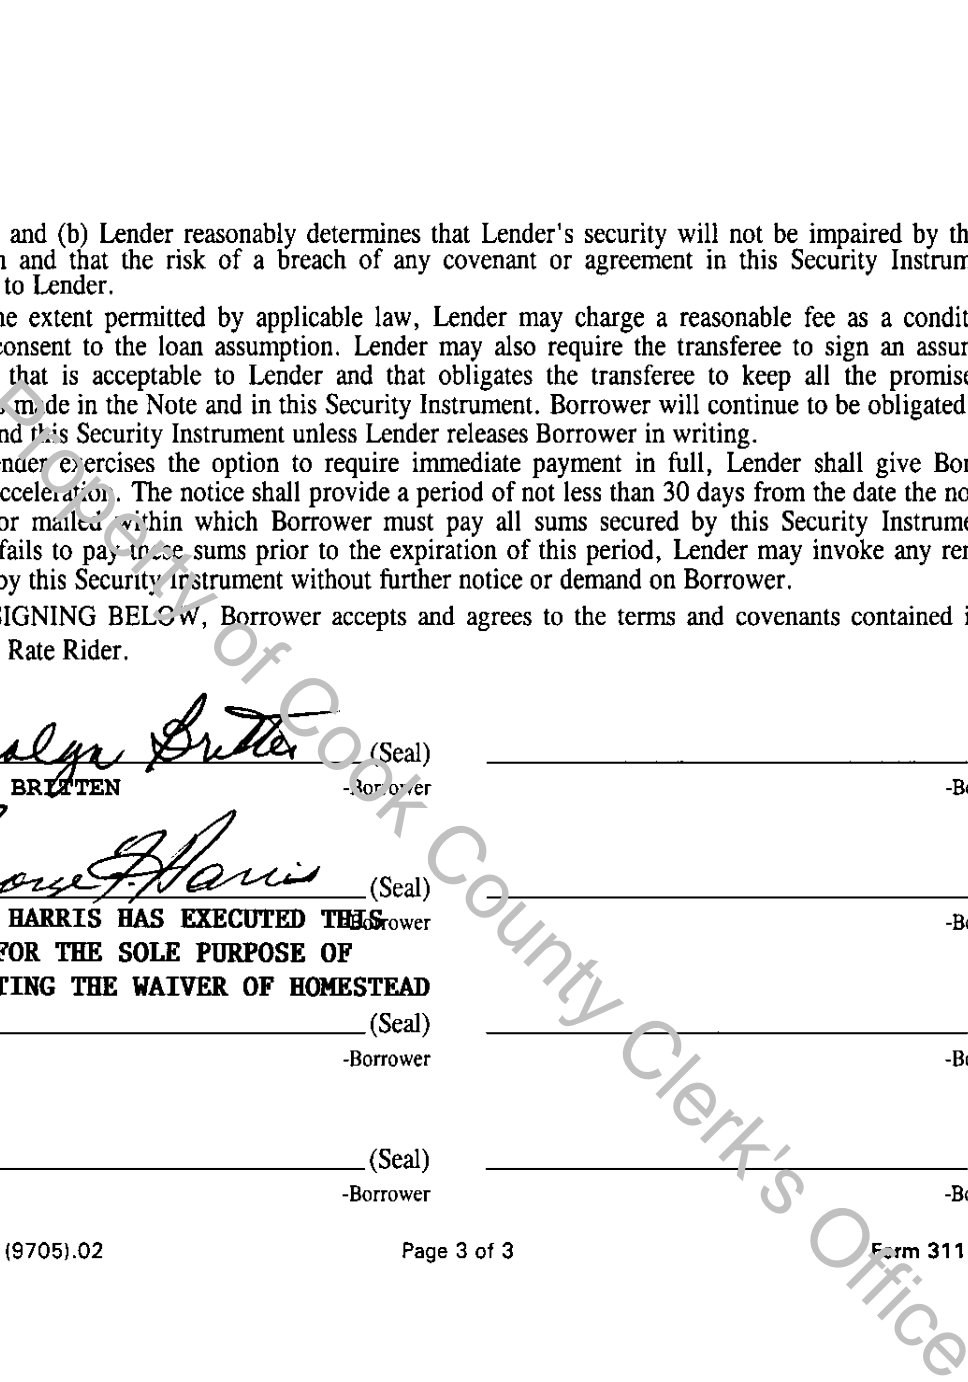 and (b) Lender reasonably determines that Lender's security will not be impaired by th
n and that the risk of a breach of any covenant or agreement in this Security Instrum
to Lender.
ne extent permitted by applicable law, Lender may charge a reasonable fee as a condit
consent to the loan assumption. Lender may also require the transferee to sign an assur
that is acceptable to Lender and that obligates the transferee to keep all the promise
made in the Note and in this Security Instrument. Borrower will continue to be obligated
nd this Security Instrument unless Lender releases Borrower in writing.
ender exercises the option to require immediate payment in full, Lender shall give Bor
cceleration. The notice shall provide a period of not less than 30 days from the date the no
or mailed within which Borrower must pay all sums secured by this Security Instrume
fails to pay these sums prior to the expiration of this period, Lender may invoke any rem
by this Security Instrument without further notice or demand on Borrower.
SIGNING BELOW, Borrower accepts and agrees to the terms and covenants contained i
Rate Rider.
alyn Britten (Seal)
BRITTEN -Borrower -Bo
orge F. Harris (Seal)
HARRIS HAS EXECUTED THIS Borrower -Bo
FOR THE SOLE PURPOSE OF
TING THE WAIVER OF HOMESTEAD
(Seal)
-Borrower -Bo
(Seal)
-Borrower -Bo
(9705).02 Page 3 of 3 Form 311
Property of Cook County Clerk's Office